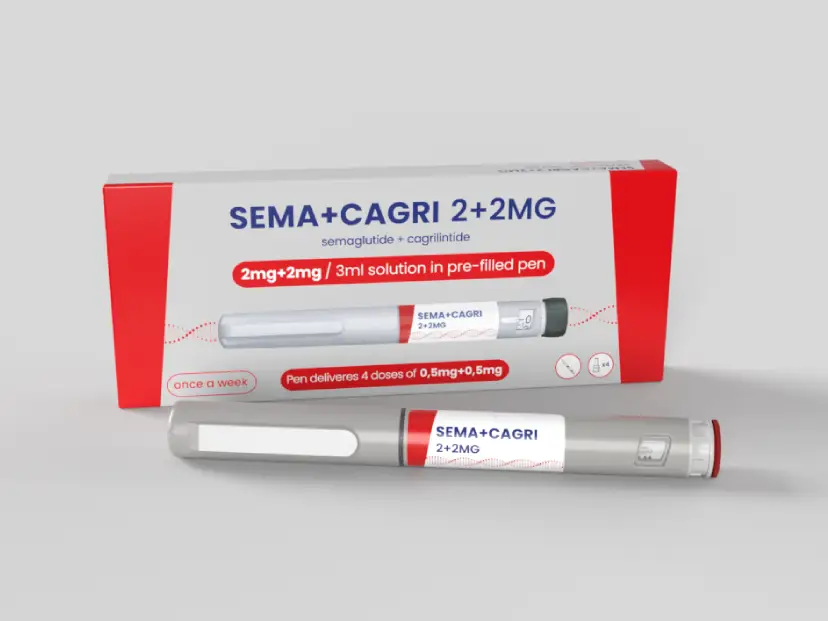 SEMA+CAGRI 2+2MG
semaglutide + cagrilintide
2mg+2mg / 3ml solution in pre-filled pen
SEMA+CAGRI
2+2MG
once a week
Pen deliveres 4 doses of 0,5mg+0,5mg
x4
SEMA+CAGRI
2+2MG